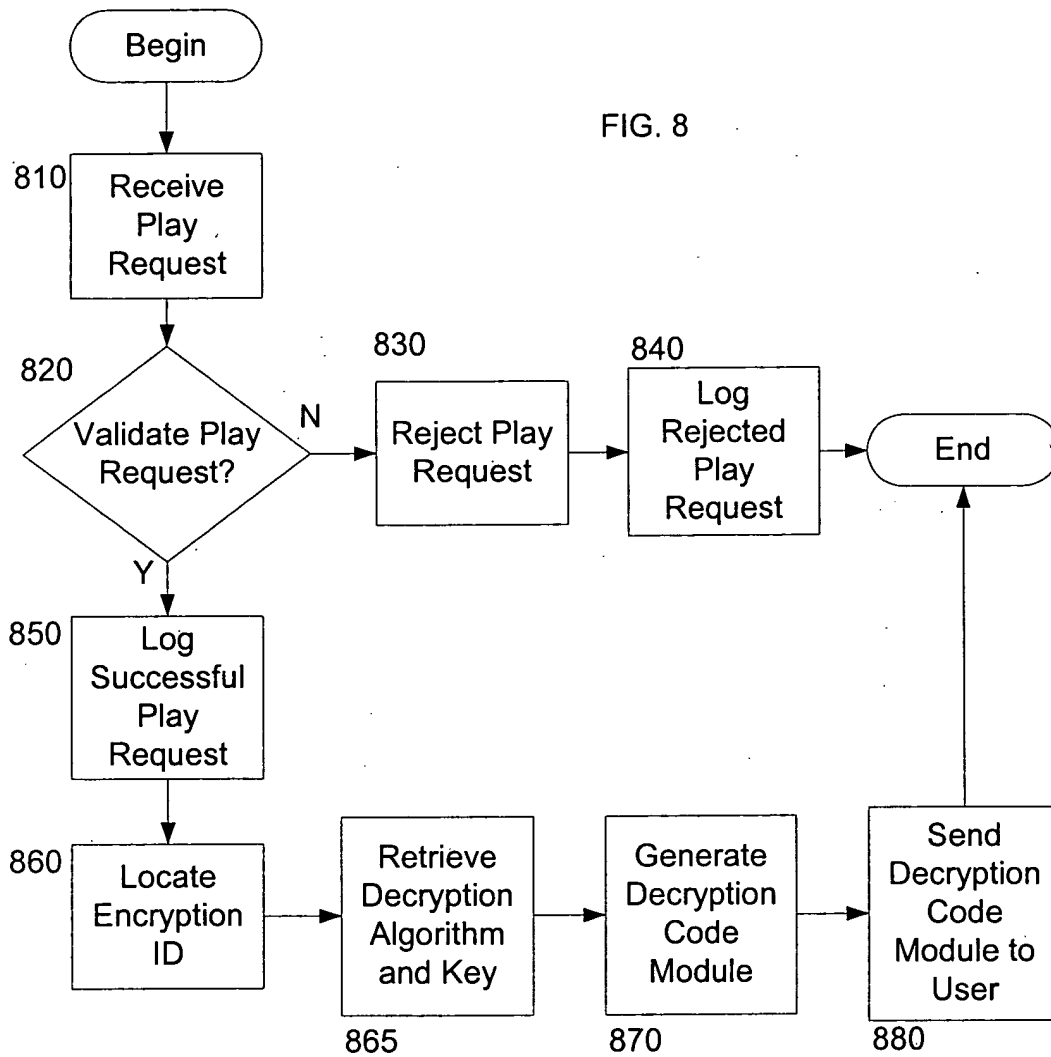 Begin
FIG. 8
810
Receive
Play
Request
820
Validate Play
Request?
N
Y
830
Reject Play
Request
840
Log
Rejected
Play
Request
End
850
Log
Successful
Play
Request
860
Locate
Encryption
ID
Retrieve
Decryption
Algorithm
and Key
865
Generate
Decryption
Code
Module
870
Send
Decryption
Code
Module to
User
880